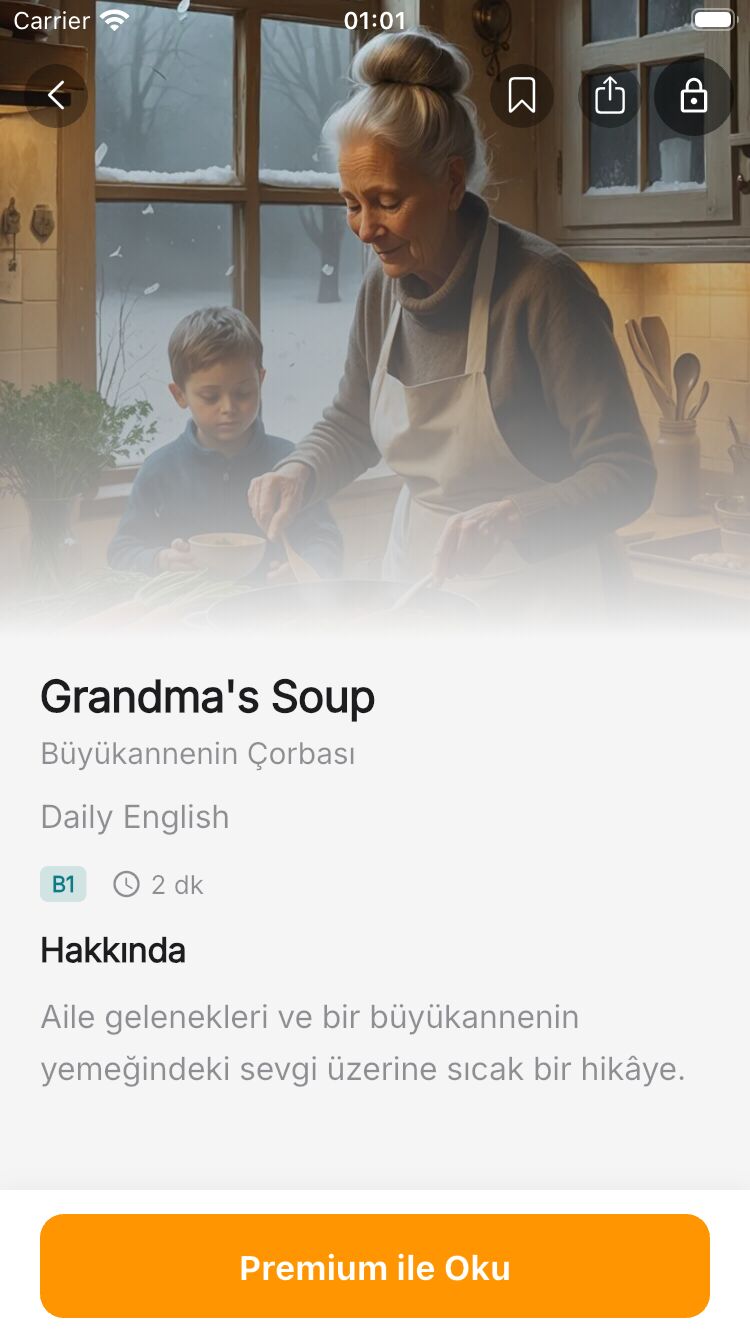 Carrier 01:01
Grandma's Soup
Büyükannenin Çorbası
Daily English
B1 2 dk
Hakkında
Aile gelenekleri ve bir büyükannenin
yemeğindeki sevgi üzerine sıcak bir hikâye.
Premium ile Oku